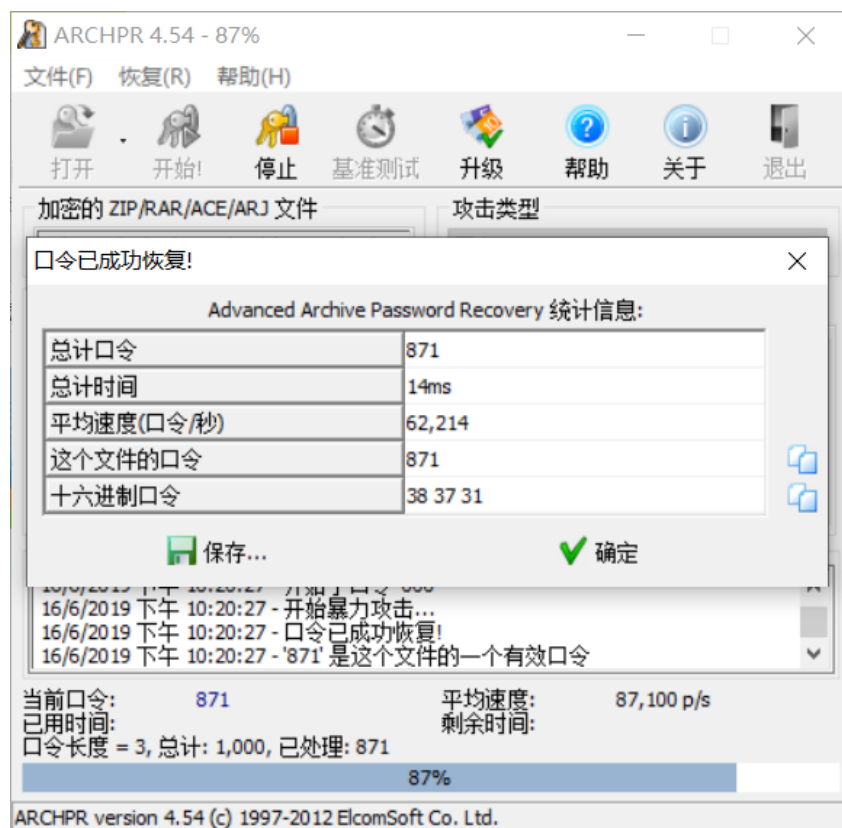 ARCHPR 4.54 - 87%
文件(F) 恢复(R) 帮助(H)
打开 开始! 停止 基准测试 升级 帮助 关于 退出
加密的 ZIP/RAR/ACE/ARJ 文件 攻击类型
口令已成功恢复!
Advanced Archive Password Recovery 统计信息:
总计口令 871
总计时间 14ms
平均速度(口令/秒) 62,214
这个文件的口令 871
十六进制口令 38 37 31
保存... 确定
16/6/2019 下午 10:20:27 - 开始暴力攻击...
16/6/2019 下午 10:20:27 - 口令已成功恢复!
16/6/2019 下午 10:20:27 - '871' 是这个文件的一个有效口令
当前口令: 871 平均速度: 87,100 p/s
已用时间: 剩余时间:
口令长度 = 3, 总计: 1,000, 已处理: 871
87%
ARCHPR version 4.54 (c) 1997-2012 ElcomSoft Co. Ltd.